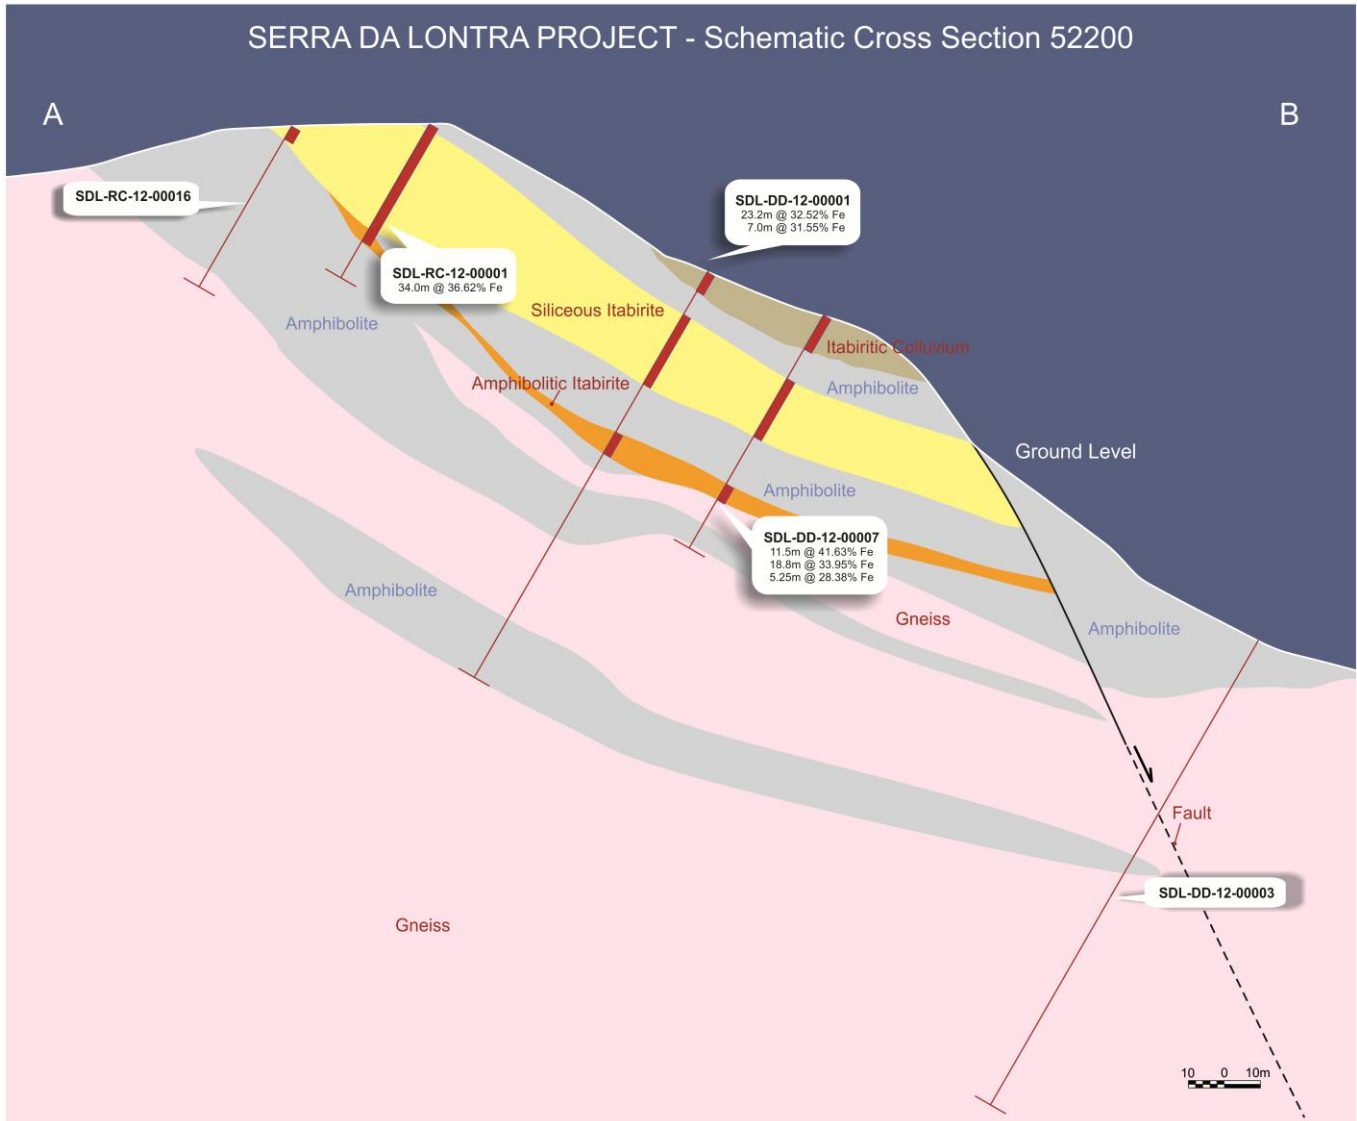 SERRA DA LONTRA PROJECT - Schematic Cross Section 52200
A
B
SDL-RC-12-00016
SDL-DD-12-00001
23.2m @ 32.52% Fe
7.0m @ 31.55% Fe
SDL-RC-12-00001
34.0m @ 36.62% Fe
Siliceous Itabirite
Amphibolite
Itabiritic Colluvium
Amphibolitic Itabirite
Amphibolite
Ground Level
Amphibolite
SDL-DD-12-00007
11.5m @ 41.63% Fe
18.8m @ 33.95% Fe
5.25m @ 28.38% Fe
Amphibolite
Gneiss
Amphibolite
Fault
SDL-DD-12-00003
Gneiss
10 0 10m